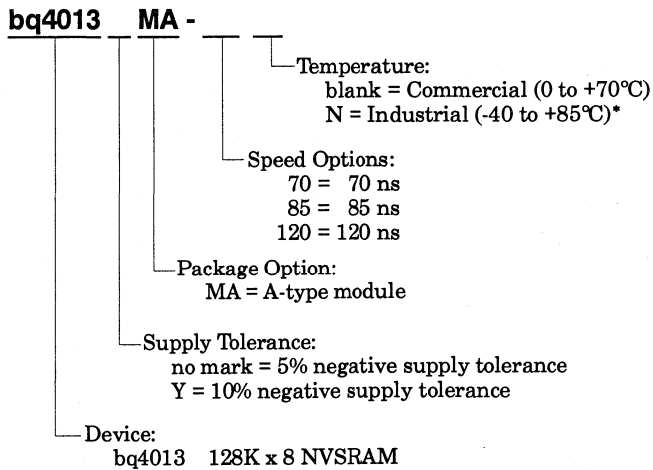 bq4013 _ MA - __ __
Temperature:
blank = Commercial (0 to +70°C)
N = Industrial (-40 to +85°C)*
Speed Options:
70 = 70 ns
85 = 85 ns
120 = 120 ns
Package Option:
MA = A-type module
Supply Tolerance:
no mark = 5% negative supply tolerance
Y = 10% negative supply tolerance
Device:
bq4013 128K x 8 NVSRAM